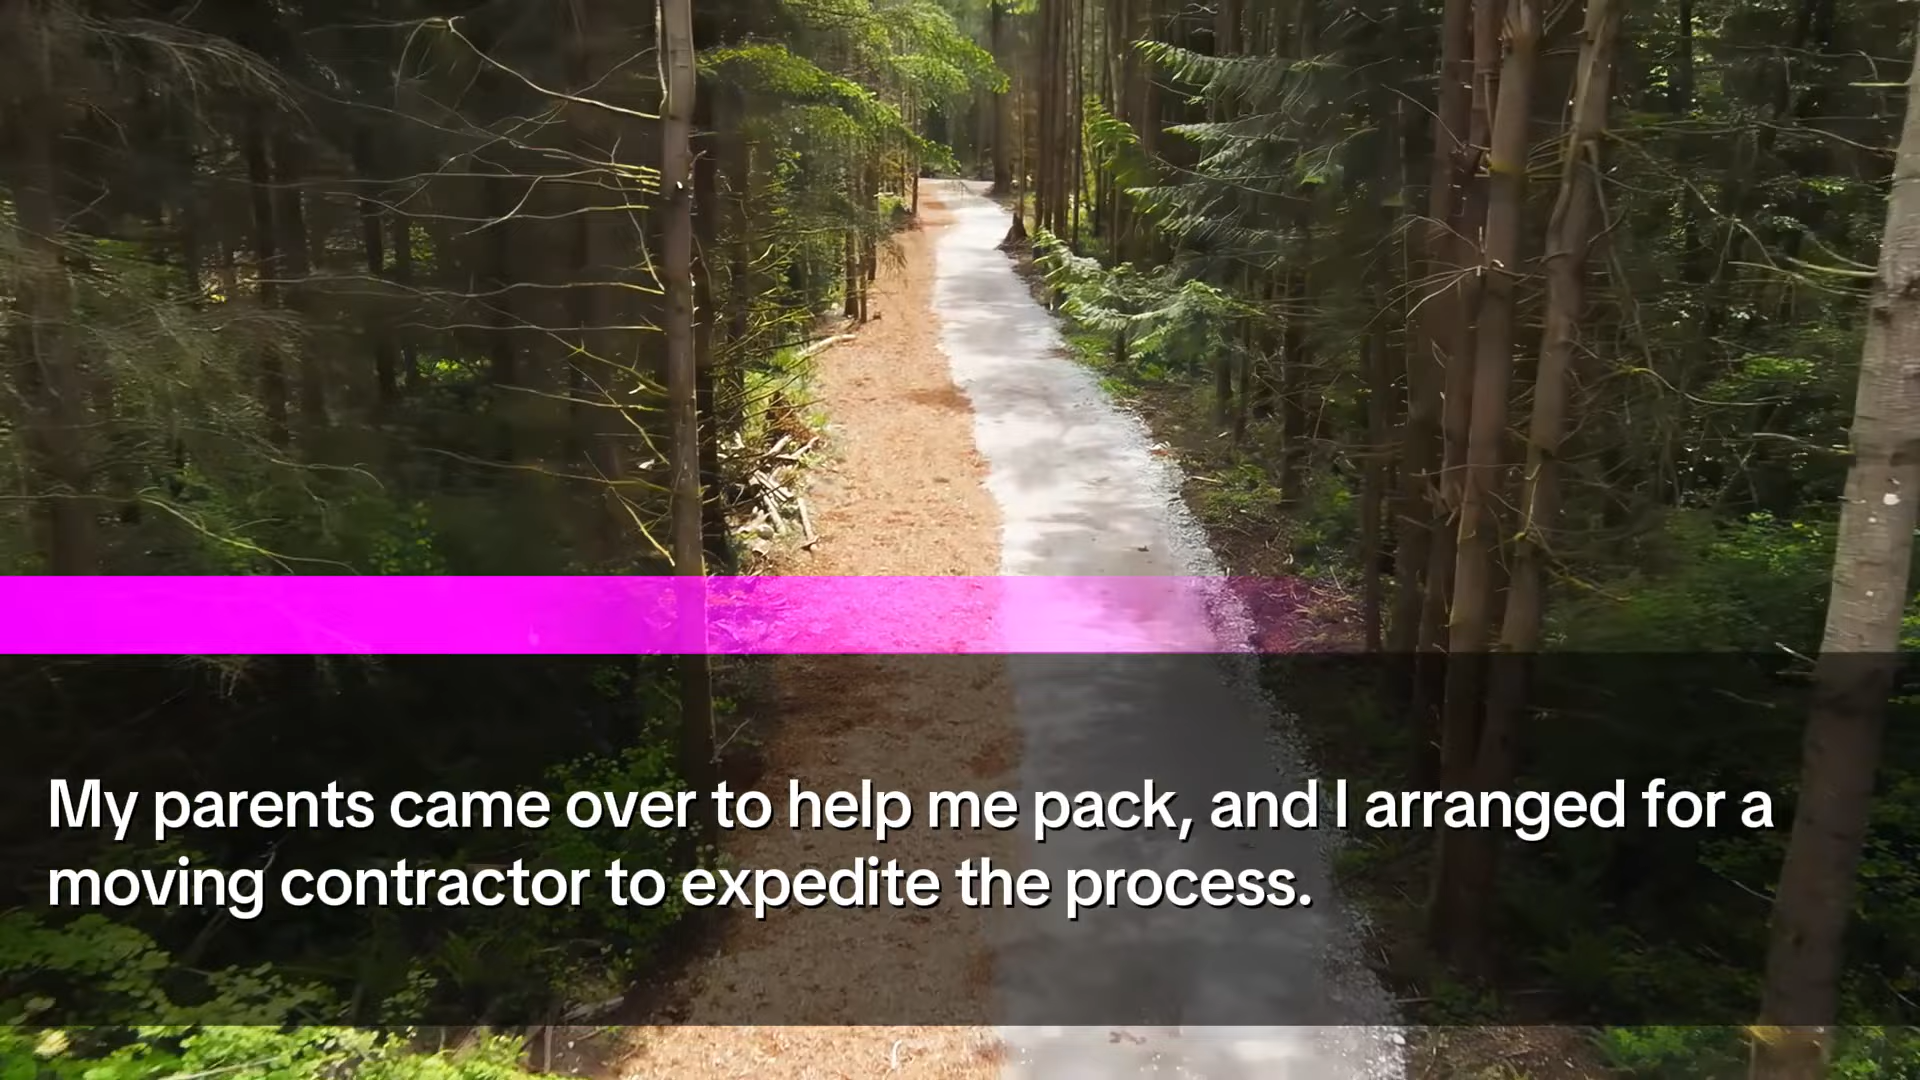 My parents came over to help me pack, and I arranged for a
moving contractor to expedite the process.